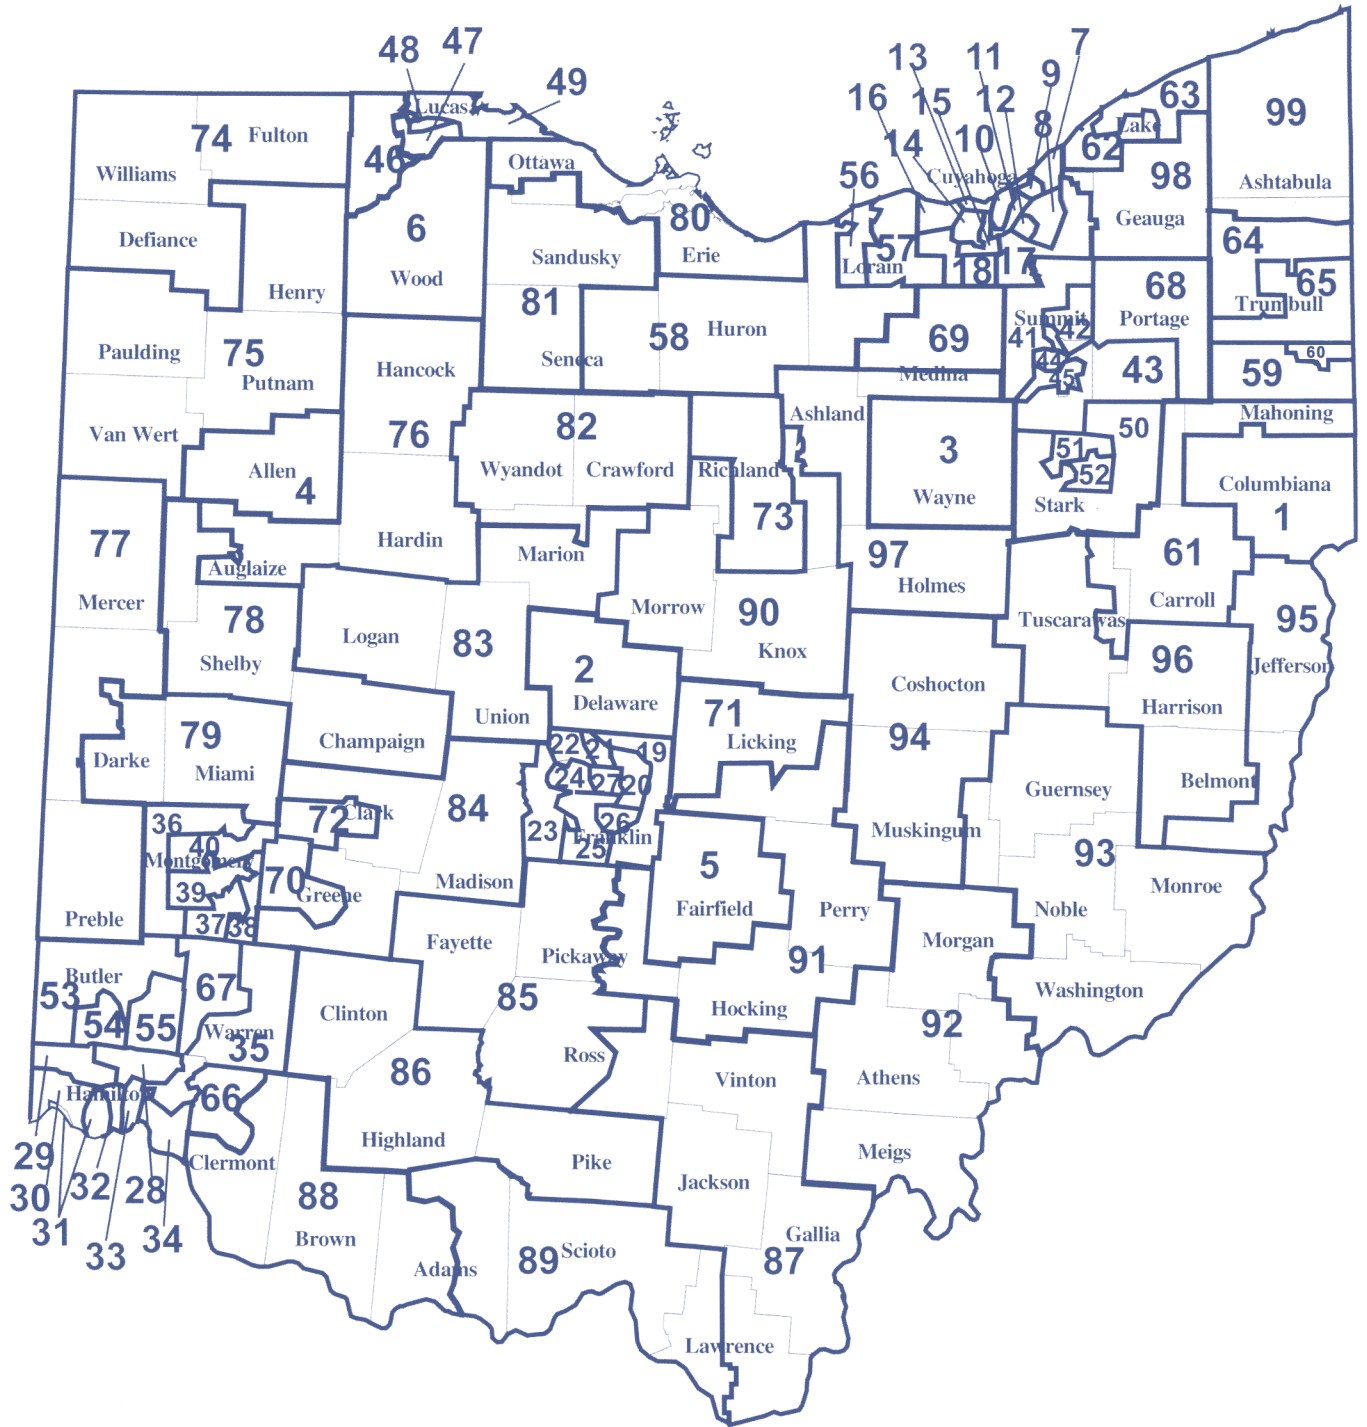 48 47
49
7
13 11
9
16 15 12
8
14 10
63
99
Lucas
Lake
74 Fulton
46
62
Williams
Ottawa
56
Cuyahoga
98
Ashtabula
Defiance
6
80
Geauga
Wood
Sandusky
Erie
57
Lorain
18
17
64
65
Henry
81
68
Trumbull
Paulding
75
58
Huron
69
Summit
Portage
41
42
60
Putnam
Hancock
Seneca
Medina
44
45
43
59
Mahoning
Ashland
Van Wert
76
82
50
Allen
4
Wyandot
Crawford
Richland
3
51
52
Columbiana
Wayne
Stark
1
73
77
Hardin
Marion
97
61
Auglaize
Holmes
Mercer
78
Morrow
90
Carroll
95
Logan
83
Tuscarawas
Shelby
Knox
2
96
Jefferson
Coshocton
Delaware
Harrison
Union
71
79
Champaign
Licking
94
22
21
19
Darke
Miami
24
27
20
Guernsey
Belmont
36
72
Clark
84
26
Muskingum
23
Franklin
40
25
93
Montgomery
5
70
Madison
39
Greene
Monroe
Preble
37
38
Fairfield
Perry
Noble
Fayette
Pickaway
Morgan
91
Butler
53
67
85
Washington
54
55
Clinton
Hocking
92
Warren
35
Ross
86
Vinton
Athens
Hamilton
66
Highland
29
Clermont
Pike
Meigs
30
32
28
88
Jackson
31
34
33
Brown
89
Scioto
Gallia
Adams
87
Lawrence